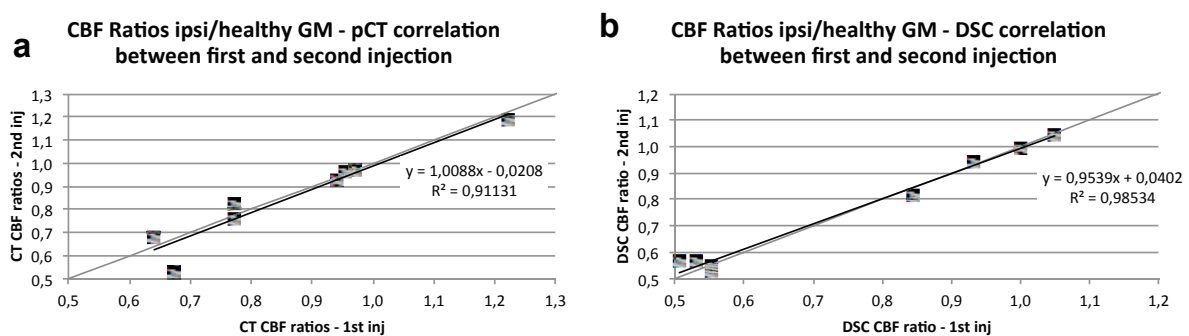 a
CBF Ratios ipsi/healthy GM - pCT correlation
between first and second injection
CT CBF ratios - 2nd inj
1,3
1,2
1,1
1,0
0,9
0,8
0,7
0,6
0,5
y = 1,0088x - 0,0208
R² = 0,91131
0,5 0,6 0,7 0,8 0,9 1,0 1,1 1,2 1,3
CT CBF ratios - 1st inj
b
CBF Ratios ipsi/healthy GM - DSC correlation
between first and second injection
DSC CBF ratio - 2nd inj
1,2
1,1
1,0
0,9
0,8
0,7
0,6
0,5
y = 0,9539x + 0,0402
R² = 0,98534
0,5 0,6 0,7 0,8 0,9 1,0 1,1 1,2
DSC CBF ratio - 1st inj